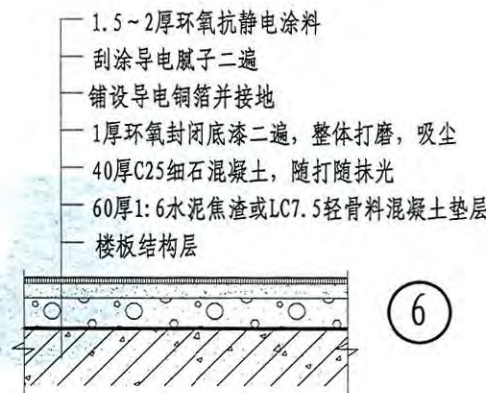 1.5~2厚环氧抗静电涂料
刮涂导电腻子二遍
铺设导电铜箔并接地
1厚环氧封闭底漆二遍，整体打磨，吸尘
40厚C25细石混凝土，随打随抹光
60厚1:6水泥焦渣或LC7.5轻骨料混凝土垫层
楼板结构层
6